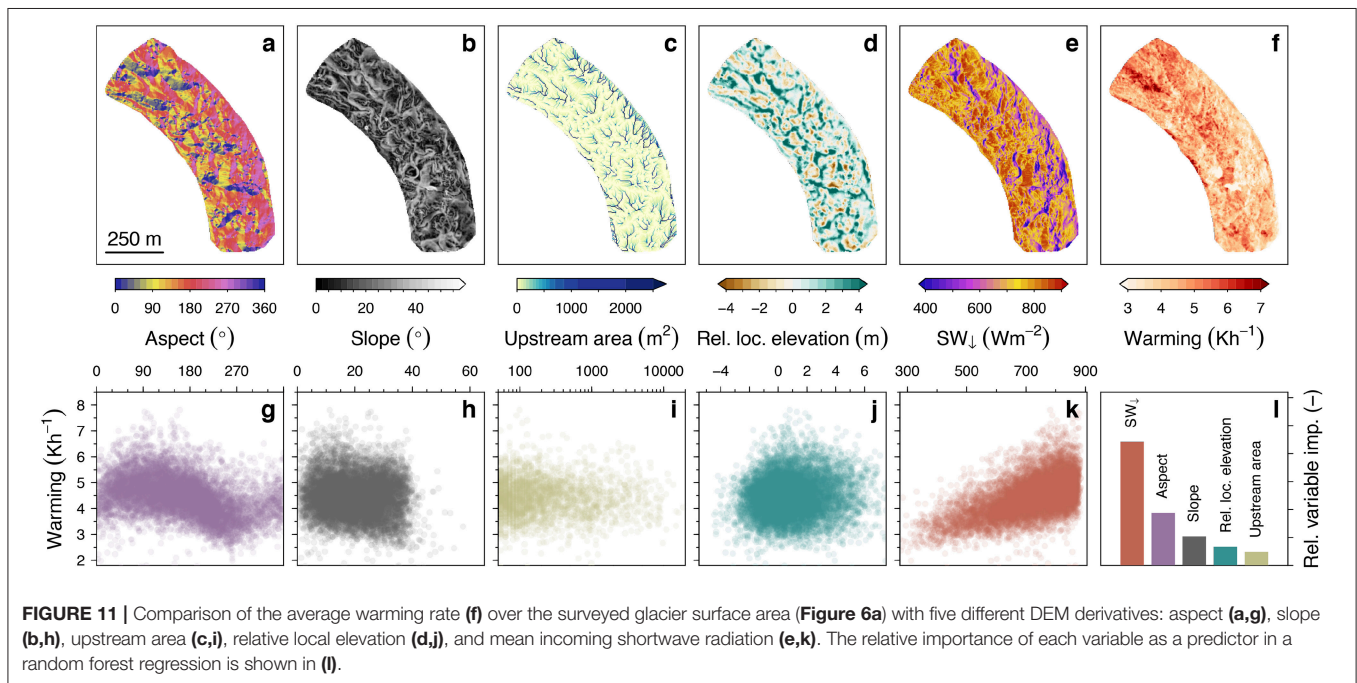 a b c d e f
250 m
0 90 180 270 360 0 20 40 0 1000 2000 −4 −2 0 2 4 400 600 800 3 4 5 6 7
Aspect (°) Slope (°) Upstream area (m²) Rel. loc. elevation (m) SW↓ (Wm⁻²) Warming (Kh⁻¹)
0 90 180 270 0 20 40 60 100 1000 10000 −4 0 2 4 6 300 500 700 900
g h i j k l
8
7
6
5
4
3
2
Warming (Kh⁻¹)
SW↓
Aspect
Slope
Rel. loc. elevation
Upstream area
Rel. variable imp. (−)
FIGURE 11 | Comparison of the average warming rate (f) over the surveyed glacier surface area (Figure 6a) with five different DEM derivatives: aspect (a,g), slope
(b,h), upstream area (c,i), relative local elevation (d,j), and mean incoming shortwave radiation (e,k). The relative importance of each variable as a predictor in a
random forest regression is shown in (l).